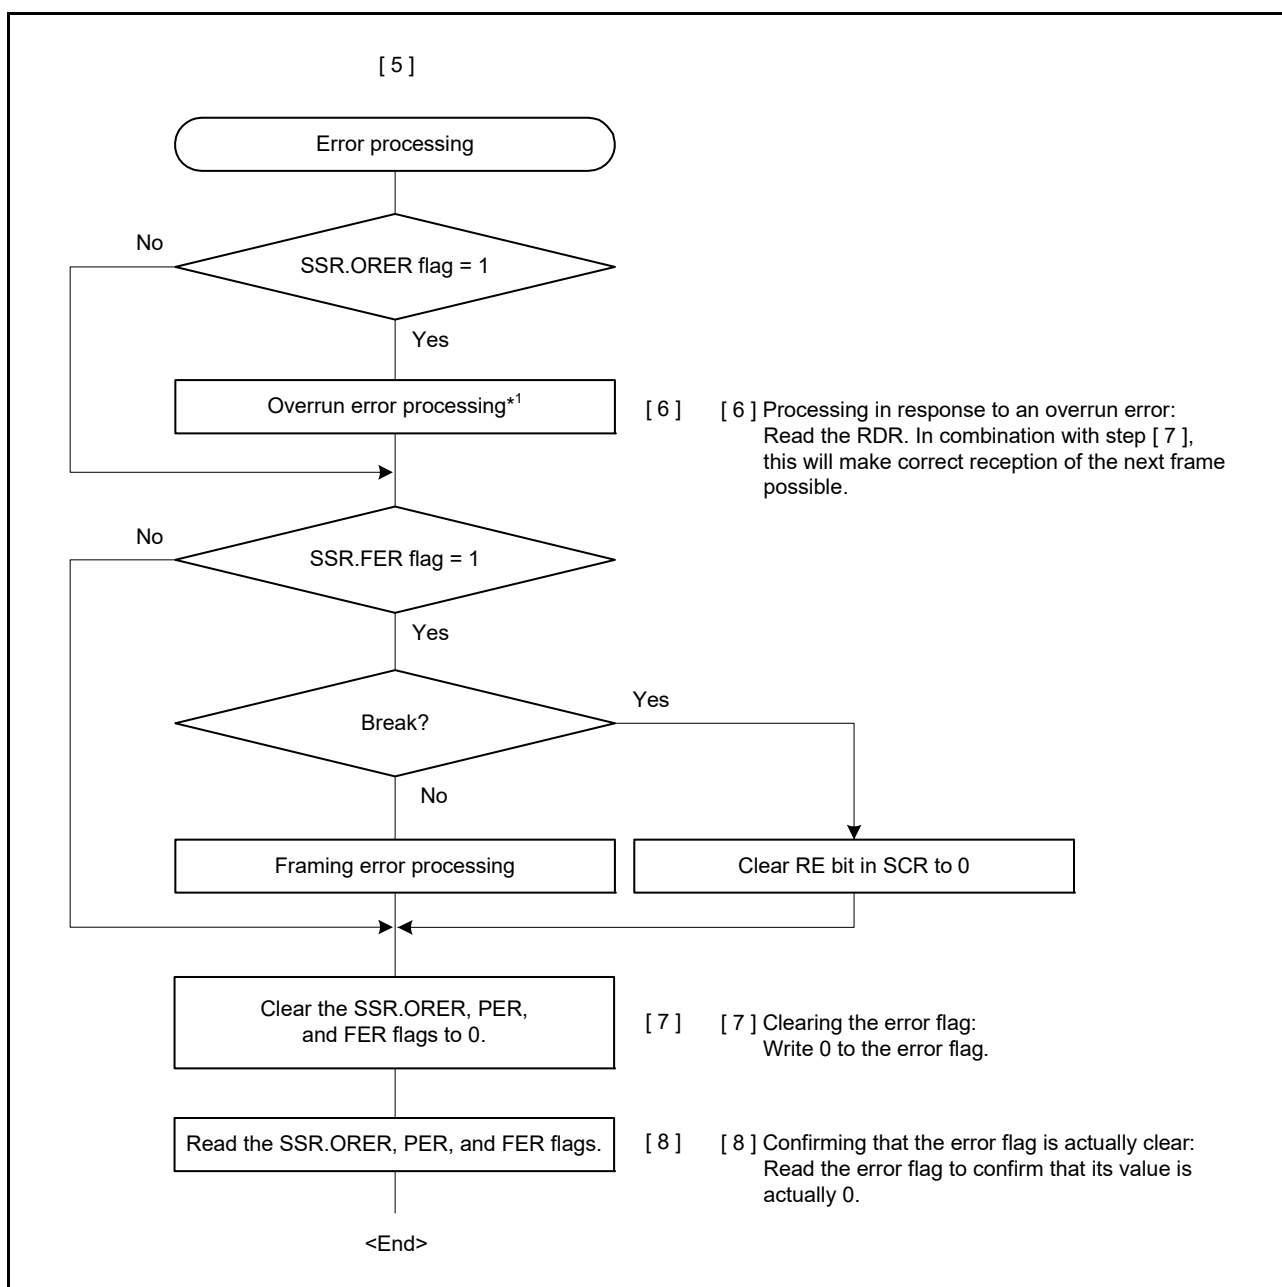 [ 5 ]
Error processing
No
SSR.ORER flag = 1
Yes
Overrun error processing*1
[ 6 ]
[ 6 ] Processing in response to an overrun error:
Read the RDR. In combination with step [ 7 ],
this will make correct reception of the next frame
possible.
No
SSR.FER flag = 1
Yes
Break?
Yes
No
Framing error processing
Clear RE bit in SCR to 0
Clear the SSR.ORER, PER,
and FER flags to 0.
[ 7 ]
[ 7 ] Clearing the error flag:
Write 0 to the error flag.
Read the SSR.ORER, PER, and FER flags.
[ 8 ]
[ 8 ] Confirming that the error flag is actually clear:
Read the error flag to confirm that its value is
actually 0.
<End>